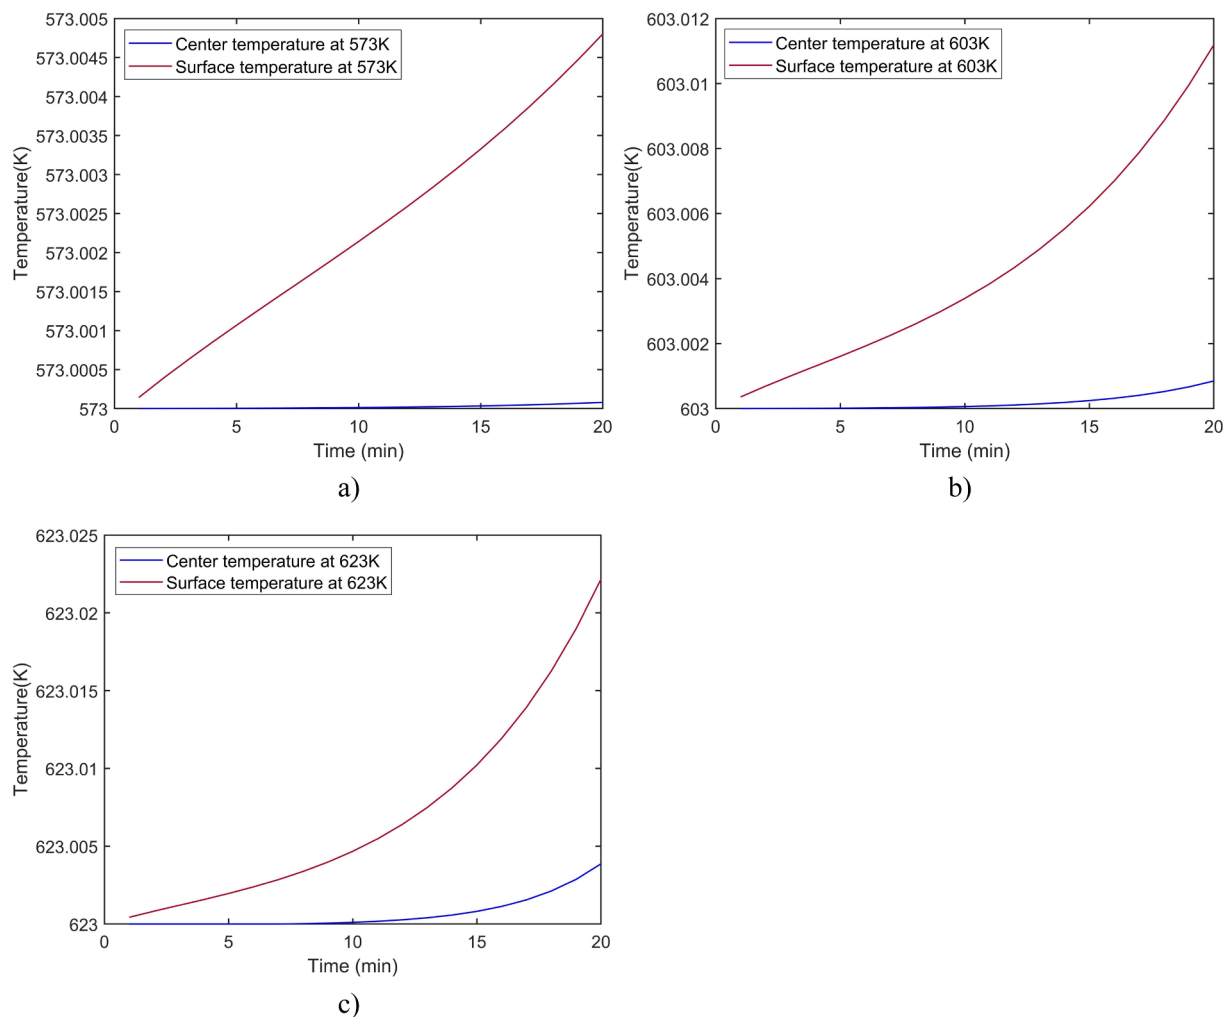 573.005
573.0045
573.004
573.0035
573.003
573.0025
573.002
573.0015
573.001
573.0005
573
Temperature(K)
Center temperature at 573K
Surface temperature at 573K
0 5 10 15 20
Time (min)
a)
603.012
603.01
603.008
603.006
603.004
603.002
603
Temperature(K)
Center temperature at 603K
Surface temperature at 603K
0 5 10 15 20
Time (min)
b)
623.025
623.02
623.015
623.01
623.005
623
Temperature(K)
Center temperature at 623K
Surface temperature at 623K
0 5 10 15 20
Time (min)
c)